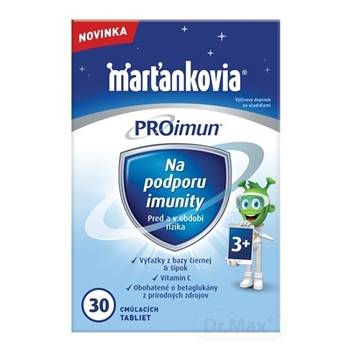 NOVINKA
marťankovia®
Výživový doplnok
so sladidlami
PROimun®
Na
podporu
imunity
Pred a v období
rizika
3+
Výťažky z bazy čiernej
& šípok
Vitamín C
Obohatené o betaglukány
z prírodných zdrojov
30 CMÚĽACÍCH
TABLIET
Dr.Max+